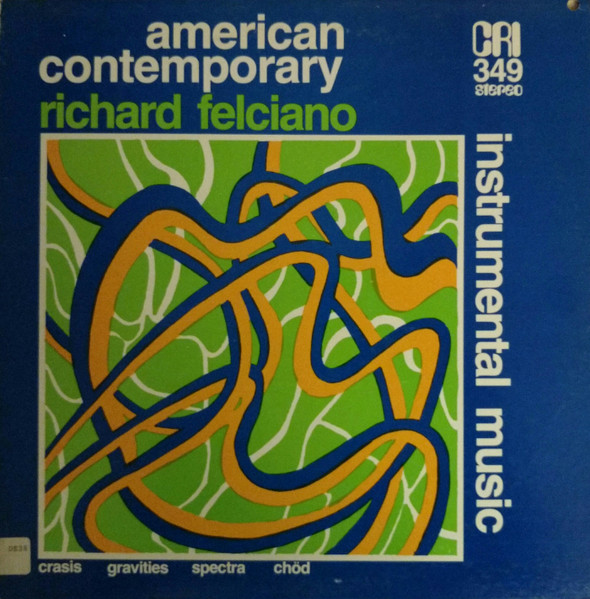 american
contemporary
richard felciano
CRI
349
STEREO
instrumental music
crasis gravities spectra chöd